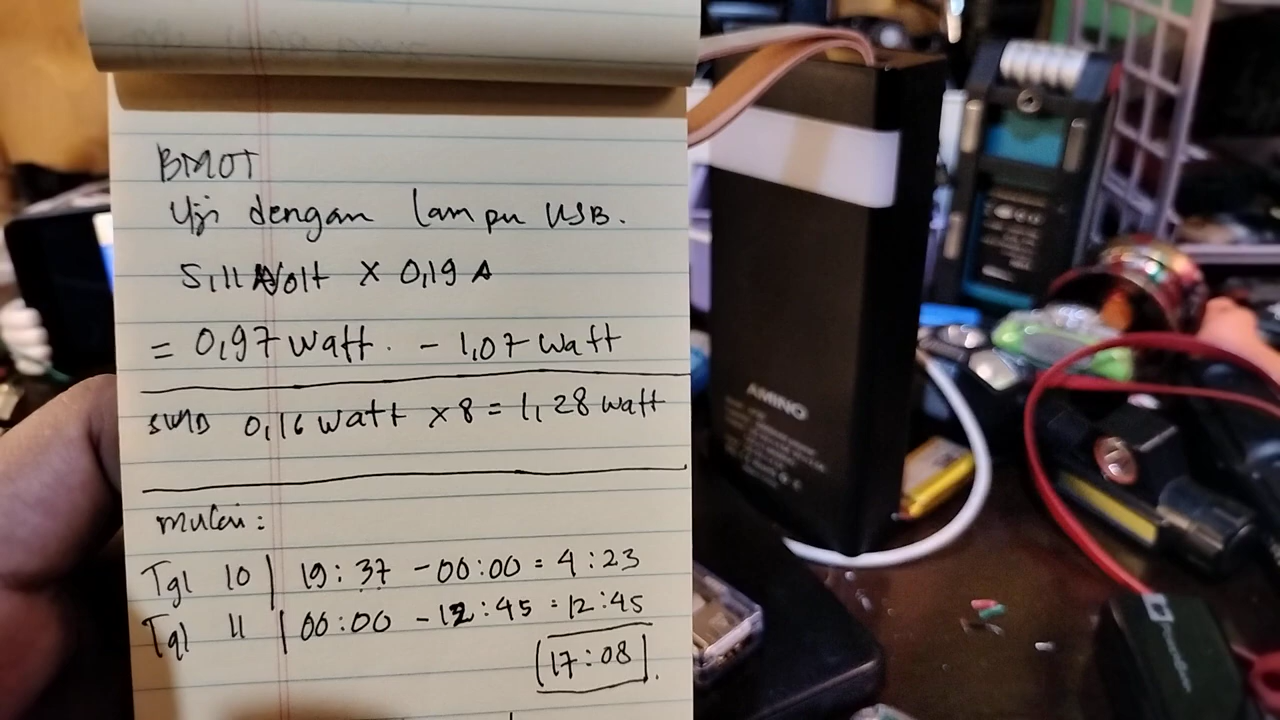 BMOT
Uji dengan lampu USB.
5,11 Volt x 0,19 A
= 0,97 watt. - 1,07 watt
SMD 0,16 watt x 8 = 1,28 watt
mulai :
Tgl 10 | 19:37 - 00:00 = 4:23
Tgl 11 | 00:00 - 12:45 = 12:45
17:08
AMINO